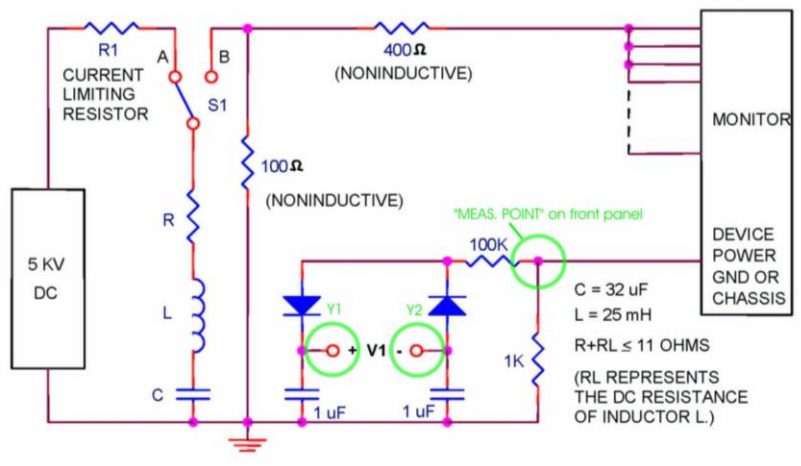 R1
CURRENT
LIMITING
RESISTOR
A
B
S1
400Ω
(NONINDUCTIVE)
MONITOR
100Ω
(NONINDUCTIVE)
R
"MEAS. POINT" on front panel
100K
DEVICE
POWER
GND OR
CHASSIS
5 KV
DC
L
Y1
Y2
+ V1 -
C = 32 uF
L = 25 mH
R+RL ≤ 11 OHMS
(RL REPRESENTS
THE DC RESISTANCE
OF INDUCTOR L.)
1K
C
1 uF
1 uF